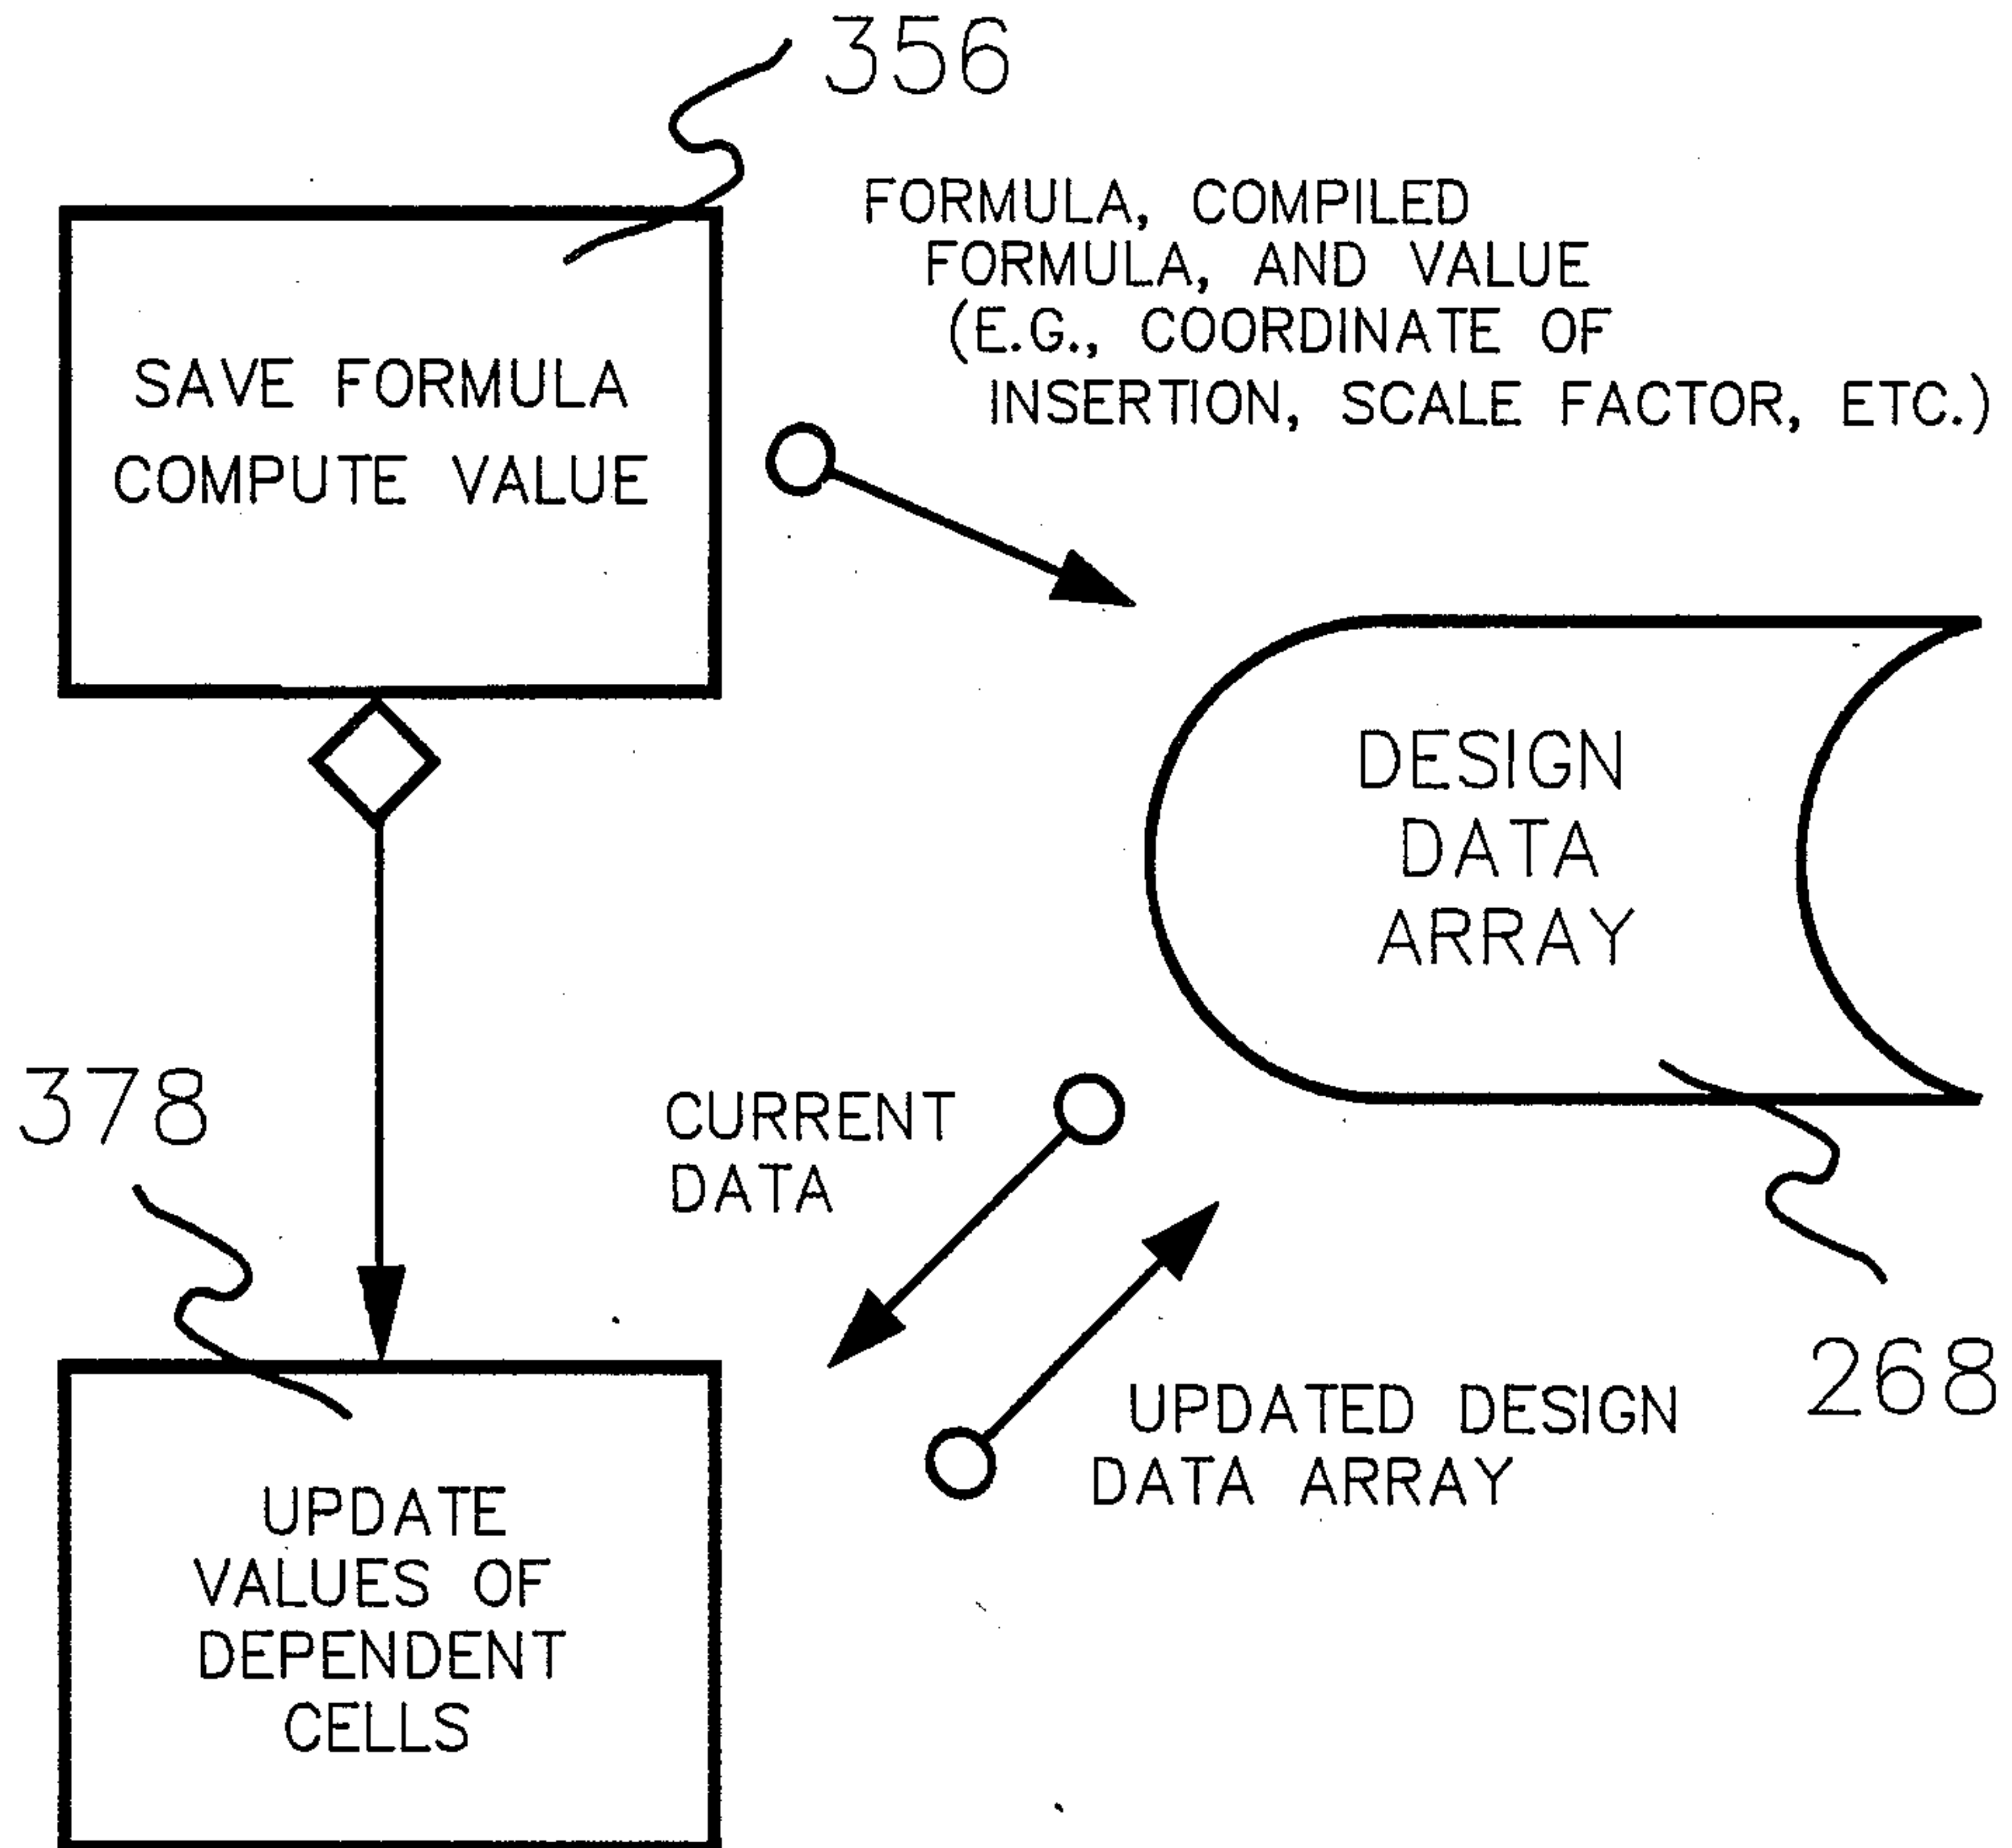 356
FORMULA, COMPILED
FORMULA, AND VALUE
(E.G., COORDINATE OF
INSERTION, SCALE FACTOR, ETC.)
SAVE FORMULA
COMPUTE VALUE
DESIGN
DATA
ARRAY
378
CURRENT
DATA
268
UPDATED DESIGN
DATA ARRAY
UPDATE
VALUES OF
DEPENDENT
CELLS